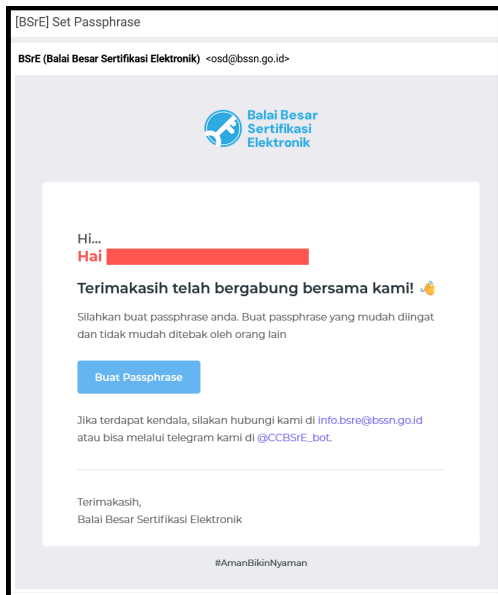 [BSrE] Set Passphrase
BSrE (Balai Besar Sertifikasi Elektronik) <osd@bssn.go.id>
Balai Besar
Sertifikasi
Elektronik
Hi...
Hai
Terimakasih telah bergabung bersama kami! 👋
Silahkan buat passphrase anda. Buat passphrase yang mudah diingat
dan tidak mudah ditebak oleh orang lain
Buat Passphrase
Jika terdapat kendala, silakan hubungi kami di info.bsre@bssn.go.id
atau bisa melalui telegram kami di @CCBSrE_bot.
Terimakasih,
Balai Besar Sertifikasi Elektronik
#AmanBikinNyaman